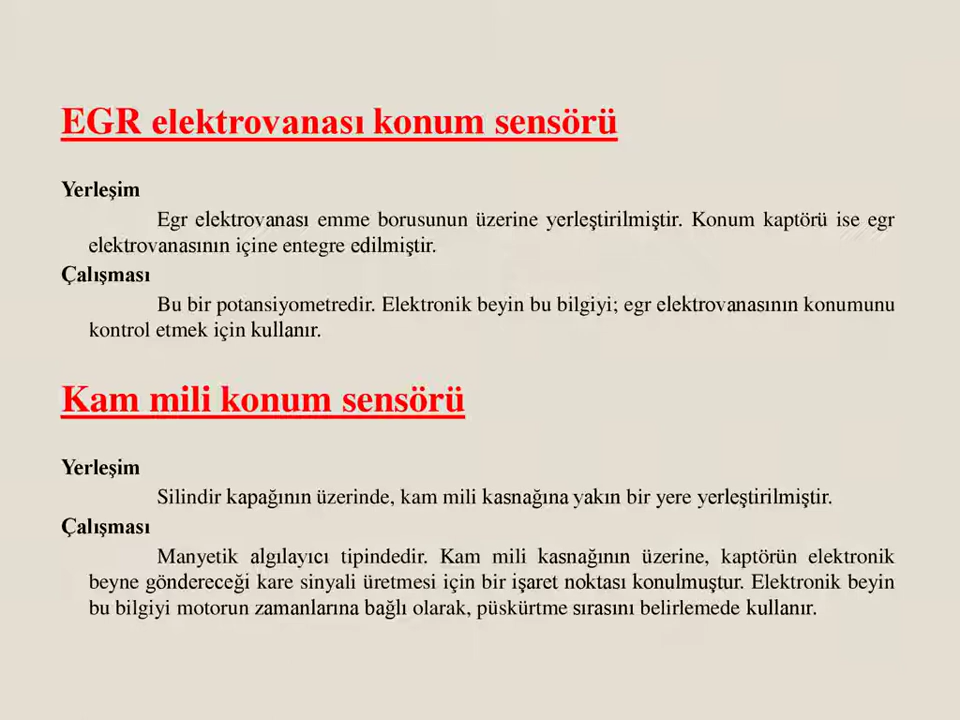 EGR elektrovanası konum sensörü
Yerleşim
Egr elektrovanası emme borusunun üzerine yerleştirilmiştir. Konum kaptörü ise egr
elektrovanasının içine entegre edilmiştir.
Çalışması
Bu bir potansiyometredir. Elektronik beyin bu bilgiyi; egr elektrovanasının konumunu
kontrol etmek için kullanır.
Kam mili konum sensörü
Yerleşim
Silindir kapağının üzerinde, kam mili kasnağına yakın bir yere yerleştirilmiştir.
Çalışması
Manyetik algılayıcı tipindedir. Kam mili kasnağının üzerine, kaptörün elektronik
beyne göndereceği kare sinyali üretmesi için bir işaret noktası konulmuştur. Elektronik beyin
bu bilgiyi motorun zamanlarına bağlı olarak, püskürtme sırasını belirlemede kullanır.